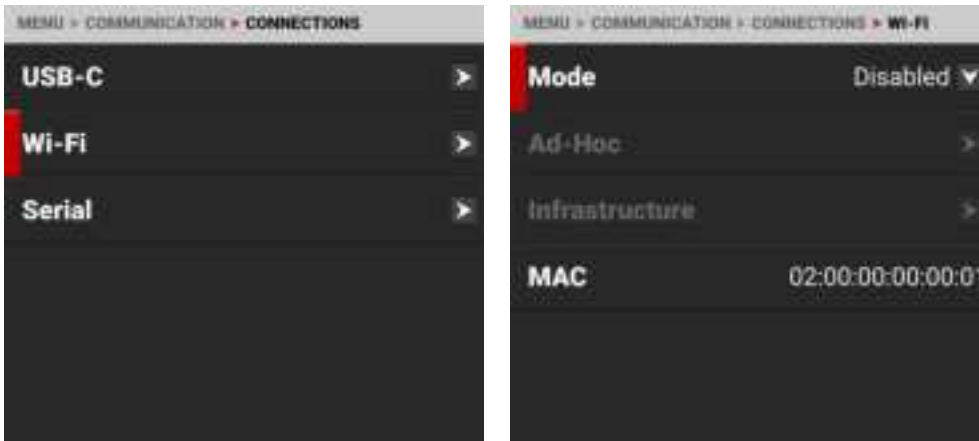 MENU > COMMUNICATION > CONNECTIONS
USB-C
Wi-Fi
Serial
MENU > COMMUNICATION > CONNECTIONS > WI-FI
Mode Disabled
Ad-Hoc
Infrastructure
MAC 02:00:00:00:00:01